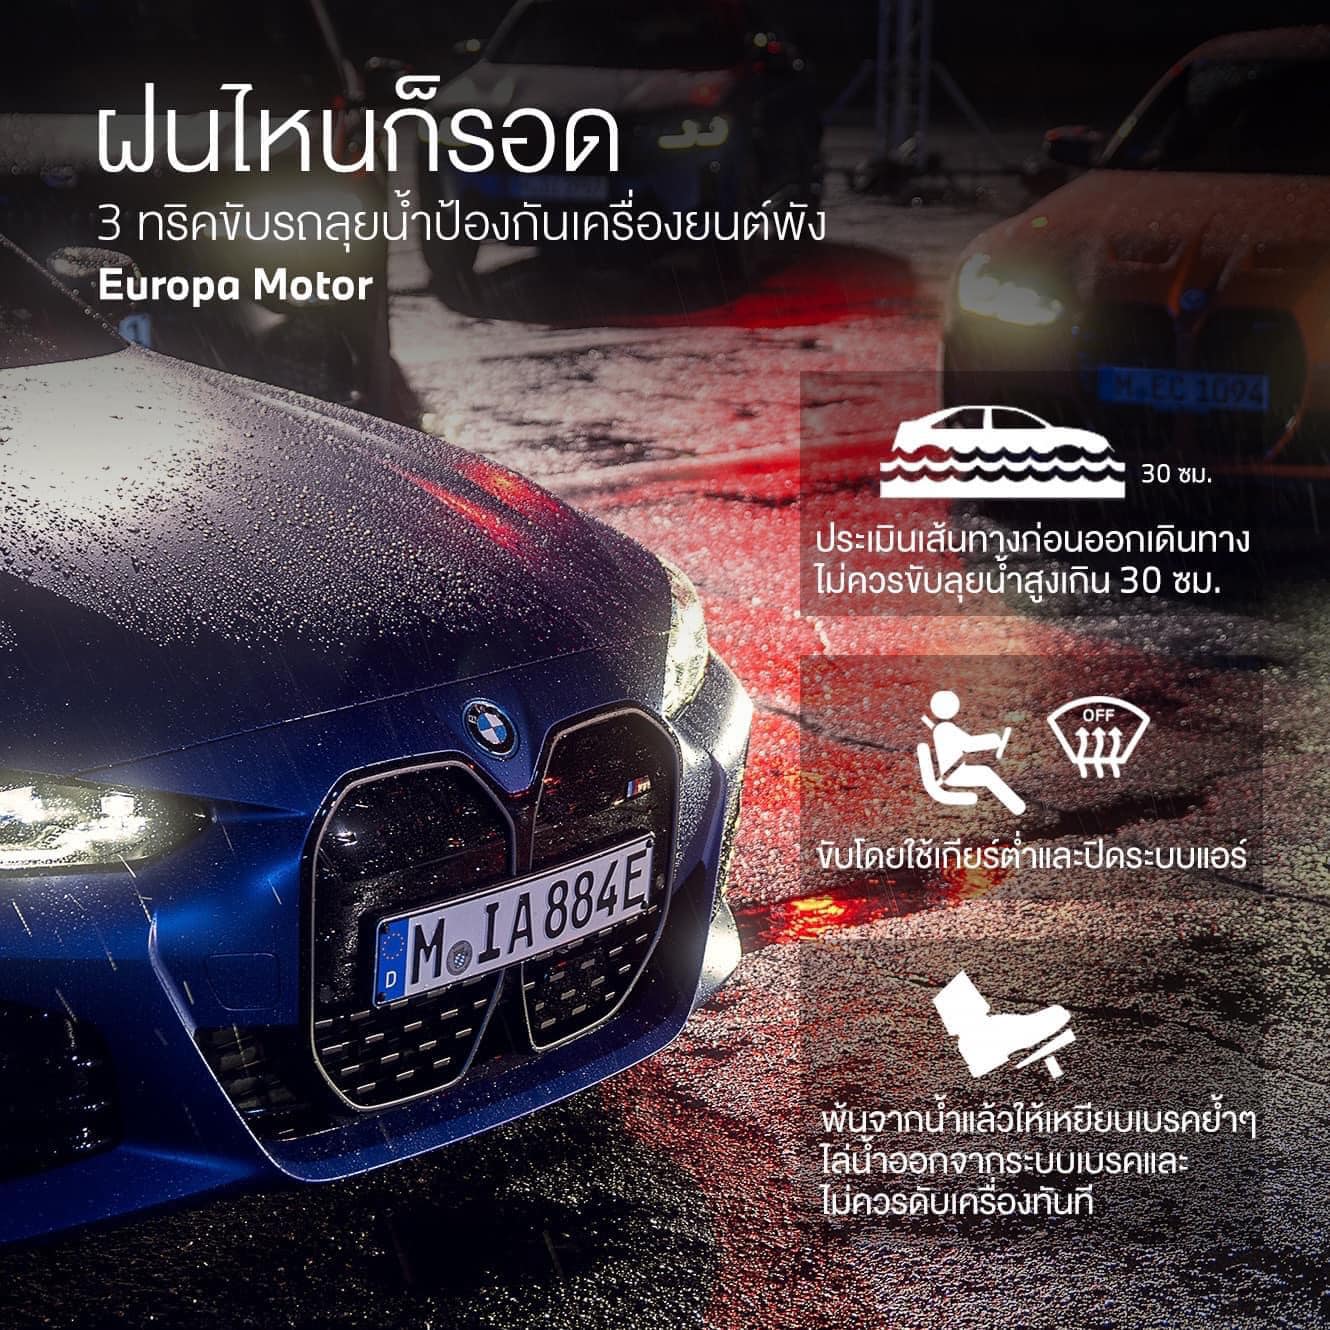 ฝนไหนก็รอด
3 ทริคขับรถลุยน้ำป้องกันเครื่องยนต์พัง
Europa Motor
M EC 1094
30 ซม.
ประเมินเส้นทางก่อนออกเดินทาง
ไม่ควรขับลุยน้ำสูงเกิน 30 ซม.
OFF
ขับโดยใช้เกียร์ต่ำและปิดระบบแอร์
D
M IA884E
พ้นจากน้ำแล้วให้เหยียบเบรคย้ำๆ
ไล่น้ำออกจากระบบเบรคและ
ไม่ควรดับเครื่องทันที